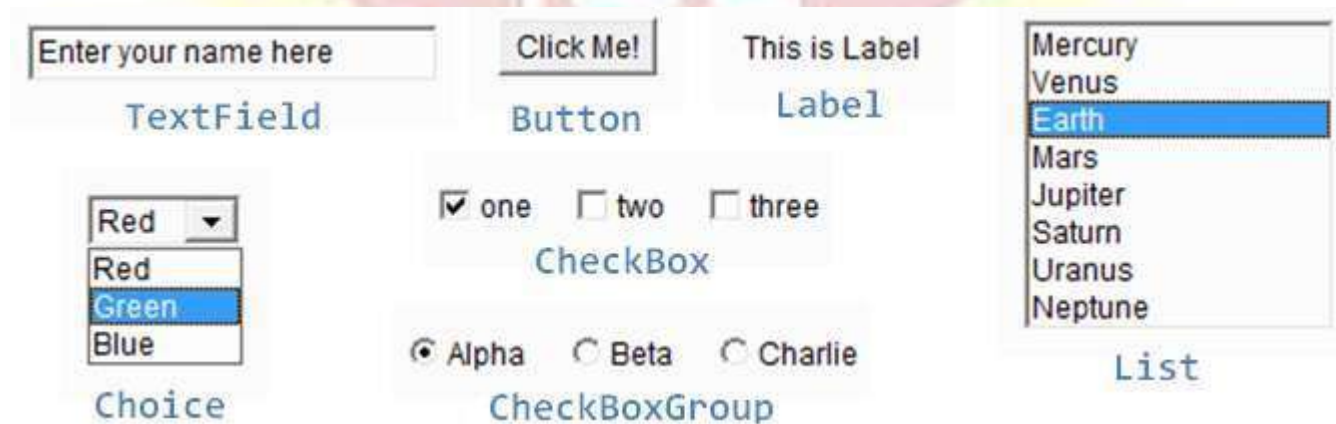 Enter your name here
TextField
Click Me!
Button
This is Label
Label
Mercury
Venus
Earth
Mars
Jupiter
Saturn
Uranus
Neptune
List
Red
Red
Green
Blue
Choice
one two three
CheckBox
Alpha Beta Charlie
CheckBoxGroup